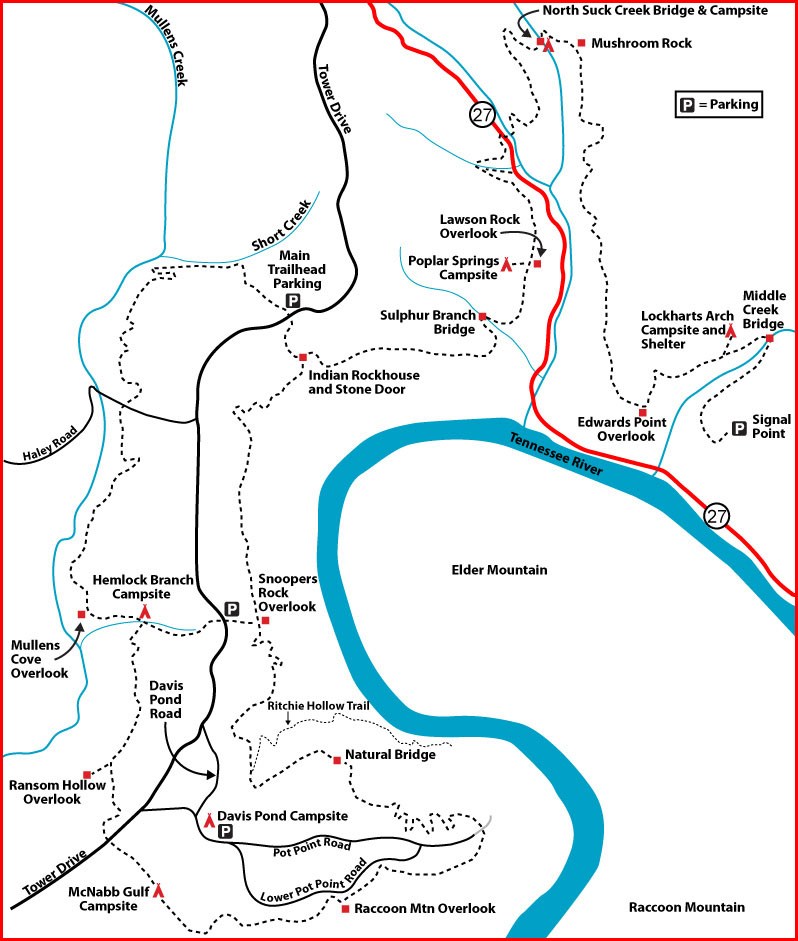 North Suck Creek Bridge & Campsite
Mushroom Rock
Mullens Creek
Tower Drive
27
P = Parking
Short Creek
Main
Trailhead
Parking
P
Lawson Rock
Overlook
Poplar Springs
Campsite
Sulphur Branch
Bridge
Lockharts Arch
Campsite and
Shelter
Middle
Creek
Bridge
Indian Rockhouse
and Stone Door
Edwards Point
Overlook
P
Signal
Point
Haley Road
Tennessee River
27
Elder Mountain
Hemlock Branch
Campsite
P
Snoopers
Rock
Overlook
Mullens
Cove
Overlook
Davis
Pond
Road
Ritchie Hollow Trail
Natural Bridge
Ransom Hollow
Overlook
Davis Pond Campsite
P
Pot Point Road
Lower Pot Point Road
Tower Drive
McNabb Gulf
Campsite
Raccoon Mtn Overlook
Raccoon Mountain